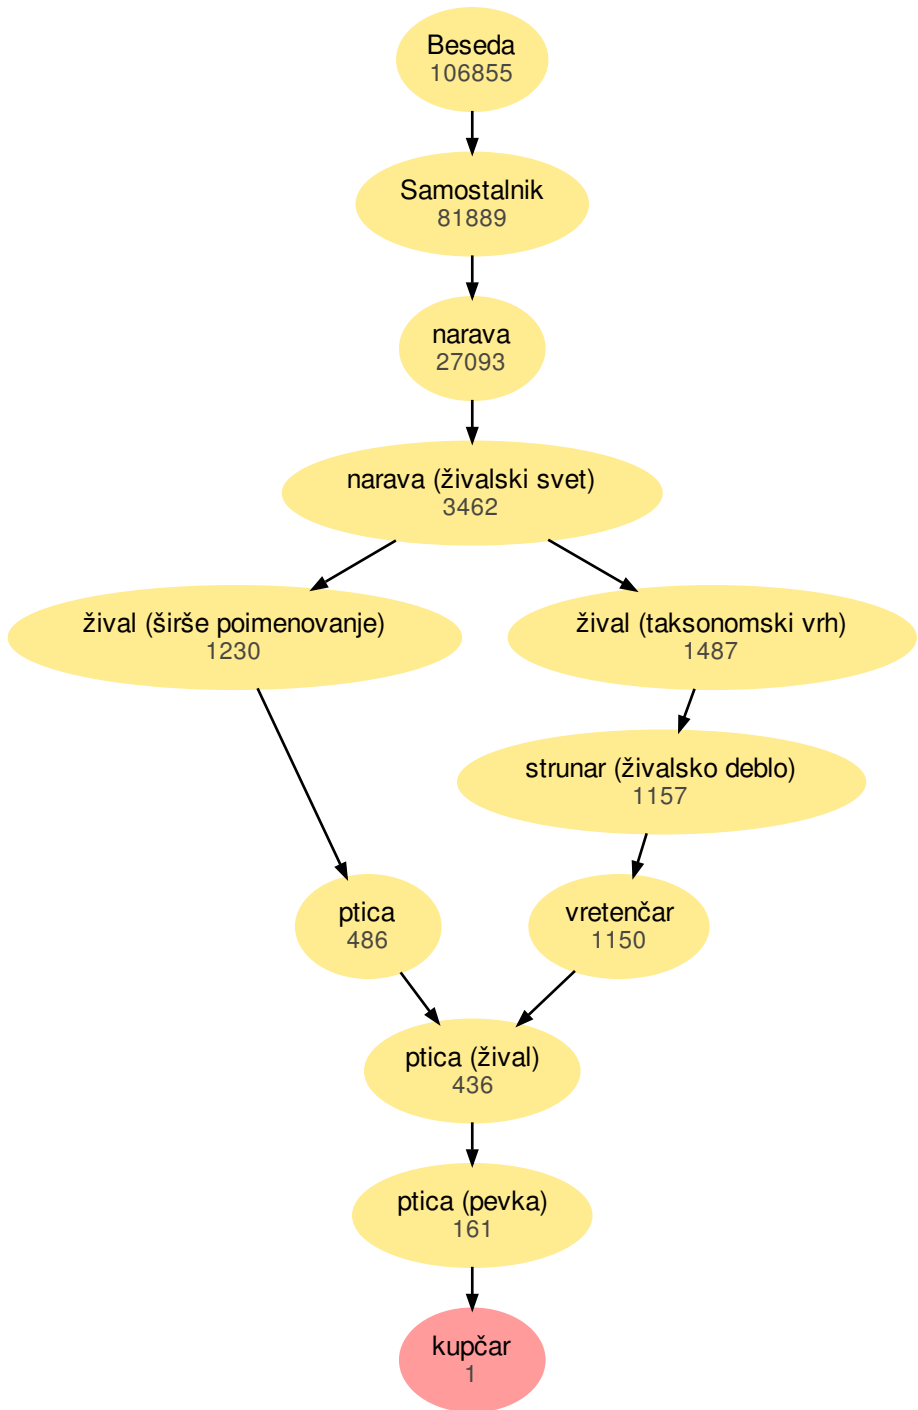 Beseda
106855
Samostalnik
81889
narava
27093
narava (živalski svet)
3462
žival (širše poimenovanje)
1230
žival (taksonomski vrh)
1487
strunar (živalsko deblo)
1157
ptica
486
vretenčar
1150
ptica (žival)
436
ptica (pevka)
161
kupčar
1